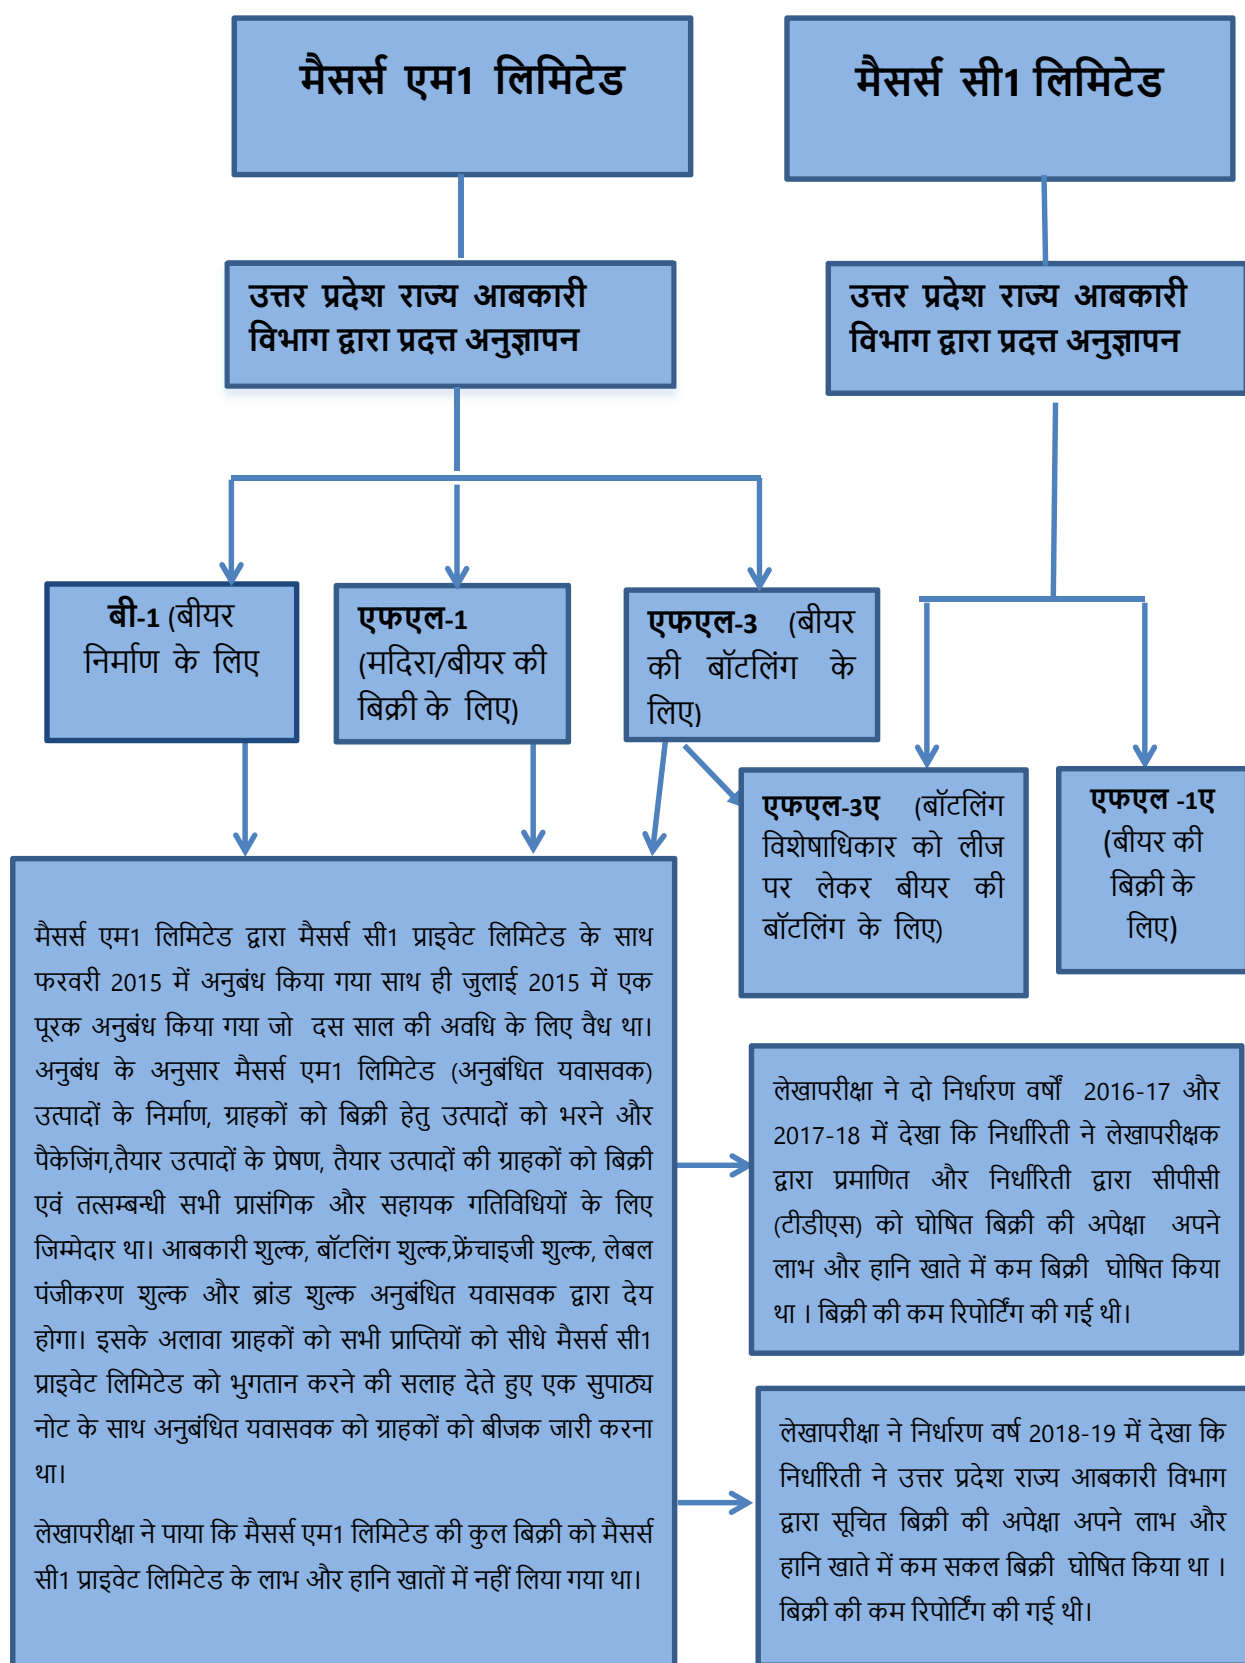 मैसर्स एम1 लिमिटेड
मैसर्स सी1 लिमिटेड
उत्तर प्रदेश राज्य आबकारी
विभाग द्वारा प्रदत्त अनुज्ञापन
उत्तर प्रदेश राज्य आबकारी
विभाग द्वारा प्रदत्त अनुज्ञापन
बी-1 (बीयर
निर्माण के लिए
एफएल-1
(मदिरा/बीयर की
बिक्री के लिए)
एफएल-3 (बीयर
की बॉटलिंग के
लिए)
एफएल-3ए (बॉटलिंग
विशेषाधिकार को लीज
पर लेकर बीयर की
बॉटलिंग के लिए)
एफएल -1ए
(बीयर की
बिक्री के
लिए)
मैसर्स एम1 लिमिटेड द्वारा मैसर्स सी1 प्राइवेट लिमिटेड के साथ
फरवरी 2015 में अनुबंध किया गया साथ ही जुलाई 2015 में एक
पूरक अनुबंध किया गया जो दस साल की अवधि के लिए वैध था।
अनुबंध के अनुसार मैसर्स एम1 लिमिटेड (अनुबंधित यवासवक)
उत्पादों के निर्माण, ग्राहकों को बिक्री हेतु उत्पादों को भरने और
पैकेजिंग,तैयार उत्पादों के प्रेषण, तैयार उत्पादों की ग्राहकों को बिक्री
एवं तत्सम्बन्धी सभी प्रासंगिक और सहायक गतिविधियों के लिए
जिम्मेदार था। आबकारी शुल्क, बॉटलिंग शुल्क,फ्रेंचाइजी शुल्क, लेबल
पंजीकरण शुल्क और ब्रांड शुल्क अनुबंधित यवासवक द्वारा देय
होगा। इसके अलावा ग्राहकों को सभी प्राप्तियों को सीधे मैसर्स सी1
प्राइवेट लिमिटेड को भुगतान करने की सलाह देते हुए एक सुपाठ्य
नोट के साथ अनुबंधित यवासवक को ग्राहकों को बीजक जारी करना
था।
लेखापरीक्षा ने पाया कि मैसर्स एम1 लिमिटेड की कुल बिक्री को मैसर्स
सी1 प्राइवेट लिमिटेड के लाभ और हानि खातों में नहीं लिया गया था।
लेखापरीक्षा ने दो निर्धारण वर्षों 2016-17 और
2017-18 में देखा कि निर्धारिती ने लेखापरीक्षक
द्वारा प्रमाणित और निर्धारिती द्वारा सीपीसी
(टीडीएस) को घोषित बिक्री की अपेक्षा अपने
लाभ और हानि खाते में कम बिक्री घोषित किया
था । बिक्री की कम रिपोर्टिंग की गई थी।
लेखापरीक्षा ने निर्धारण वर्ष 2018-19 में देखा कि
निर्धारिती ने उत्तर प्रदेश राज्य आबकारी विभाग
द्वारा सूचित बिक्री की अपेक्षा अपने लाभ और
हानि खाते में कम सकल बिक्री घोषित किया था ।
बिक्री की कम रिपोर्टिंग की गई थी।